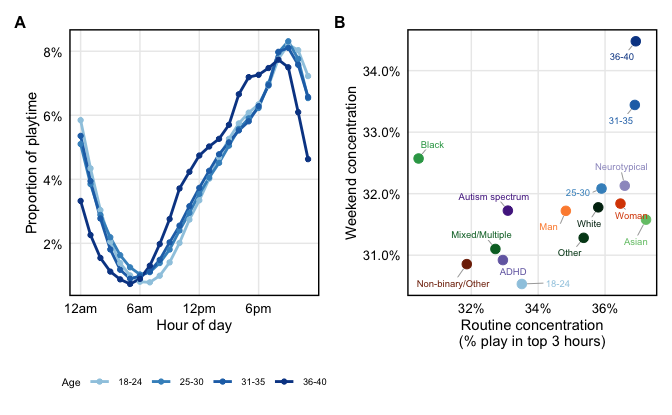 A
B
Proportion of playtime
8%
6%
4%
2%
12am
6am
12pm
6pm
Hour of day
Age
18-24
25-30
31-35
36-40
Weekend concentration
34.0%
33.0%
32.0%
31.0%
36-40
31-35
Black
Neurotypical
25-30
Autism spectrum
Man
White
Woman
Asian
Mixed/Multiple
Other
ADHD
Non-binary/Other
18-24
32%
34%
36%
Routine concentration
(% play in top 3 hours)